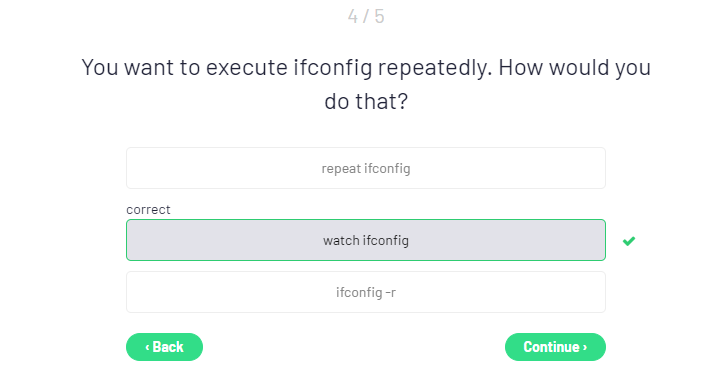 4 / 5
You want to execute ifconfig repeatedly. How would you
do that?
repeat ifconfig
correct
watch ifconfig
ifconfig -r
‹ Back
Continue ›